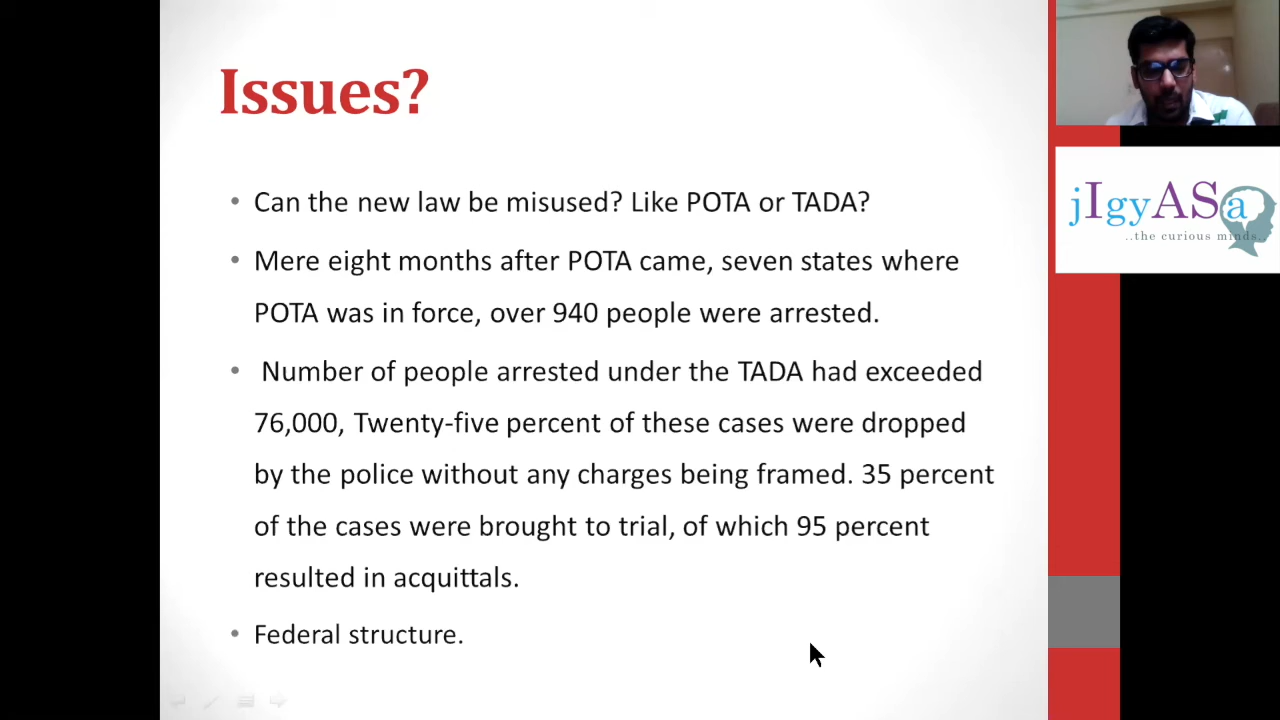 Issues?
• Can the new law be misused? Like POTA or TADA?
• Mere eight months after POTA came, seven states where
POTA was in force, over 940 people were arrested.
• Number of people arrested under the TADA had exceeded
76,000, Twenty-five percent of these cases were dropped
by the police without any charges being framed. 35 percent
of the cases were brought to trial, of which 95 percent
resulted in acquittals.
• Federal structure.
jIgyASa
..the curious minds..